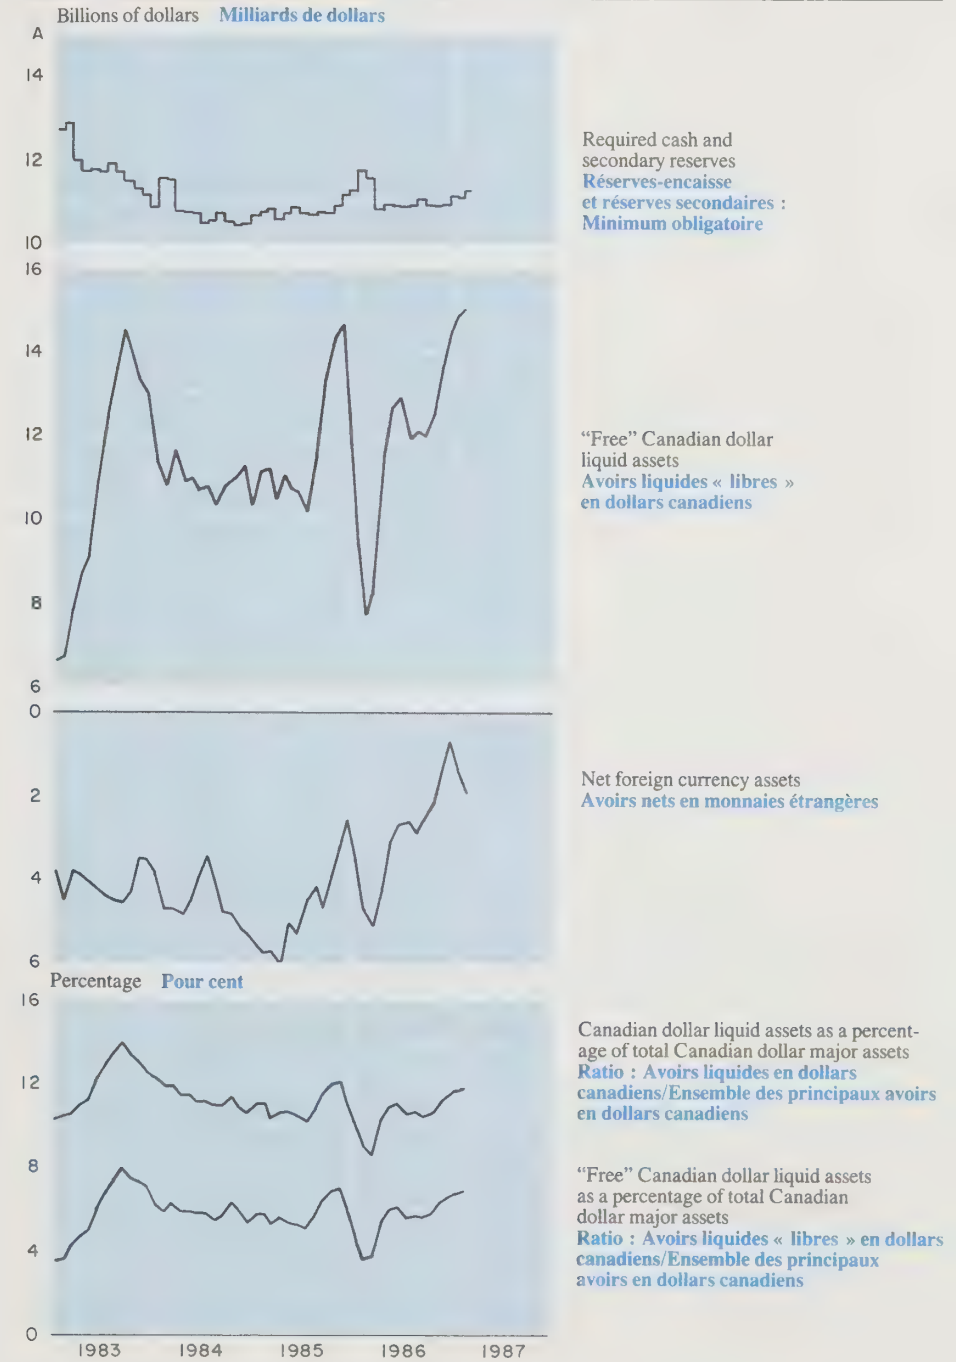 Billions of dollars Milliards de dollars
A
14
12
10
Required cash and
secondary reserves
Réserves-encaisse
et réserves secondaires :
Minimum obligatoire
16
14
12
10
8
6
"Free" Canadian dollar
liquid assets
Avoirs liquides « libres »
en dollars canadiens
0
2
4
6
Net foreign currency assets
Avoirs nets en monnaies étrangères
Percentage Pour cent
16
12
8
4
0
Canadian dollar liquid assets as a percent-
age of total Canadian dollar major assets
Ratio : Avoirs liquides en dollars
canadiens/Ensemble des principaux avoirs
en dollars canadiens
"Free" Canadian dollar liquid assets
as a percentage of total Canadian
dollar major assets
Ratio : Avoirs liquides « libres » en dollars
canadiens/Ensemble des principaux
avoirs en dollars canadiens
1983 1984 1985 1986 1987